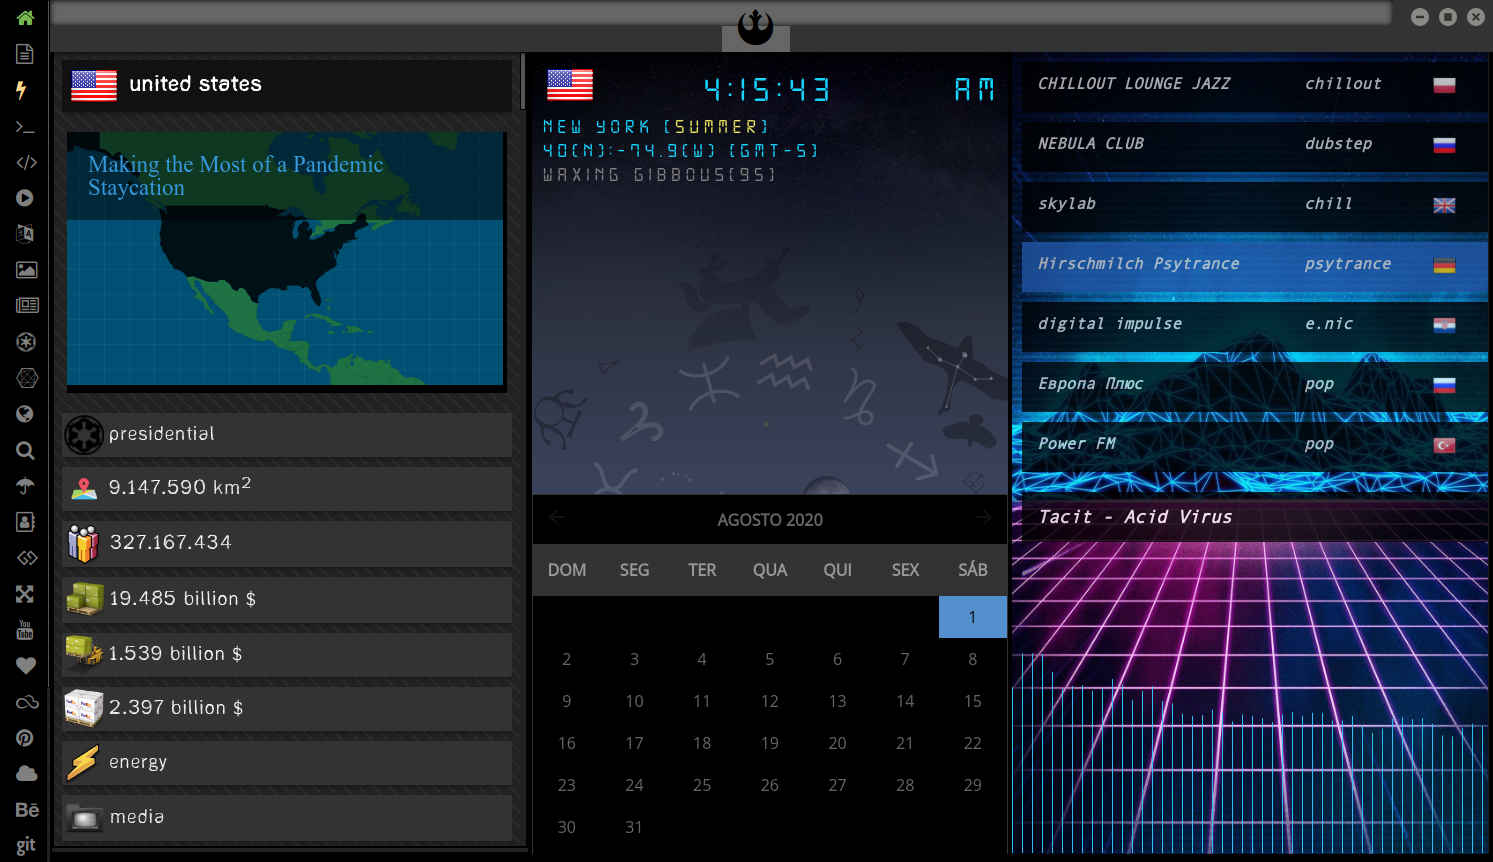 united states
Making the Most of a Pandemic
Staycation
presidential
9.147.590 km²
327.167.434
19.485 billion $
1.539 billion $
2.397 billion $
energy
media
You
Tube
Bē
git
4:15:43 AM
NEW YORK (SUMMER)
40(N):-74.9(W) (GMT-5)
WAXING GIBBOUS(95)
AGOSTO 2020
DOM SEG TER QUA QUI SEX SÁB
1
2 3 4 5 6 7 8
9 10 11 12 13 14 15
16 17 18 19 20 21 22
23 24 25 26 27 28 29
30 31
CHILLOUT LOUNGE JAZZ chillout
NEBULA CLUB dubstep
skylab chill
Hirschmilch Psytrance psytrance
digital impulse e.nic
Европа Плюс pop
Power FM pop
Tacit - Acid Virus